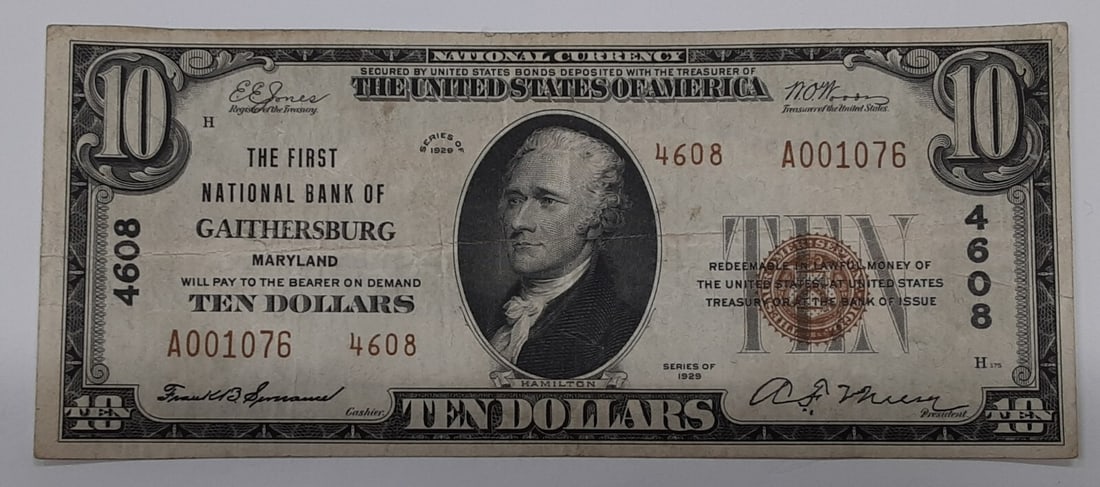 NATIONAL CURRENCY
SECURED BY UNITED STATES BONDS DEPOSITED WITH THE TREASURER OF
THE UNITED STATES OF AMERICA
10
10
E E Jones
Register of the Treasury.
W O Woods
Treasurer of the United States.
H
SERIES OF
1929
4608 A001076
THE FIRST
NATIONAL BANK OF
GAITHERSBURG
MARYLAND
WILL PAY TO THE BEARER ON DEMAND
TEN DOLLARS
A001076 4608
4608
TEN
REDEEMABLE IN LAWFUL MONEY OF
THE UNITED STATES AT UNITED STATES
TREASURY OR AT THE BANK OF ISSUE
4608
H 175
SERIES OF
1929
HAMILTON
Frank B.
Cashier.
President.
10 TEN
TEN DOLLARS
10 TEN